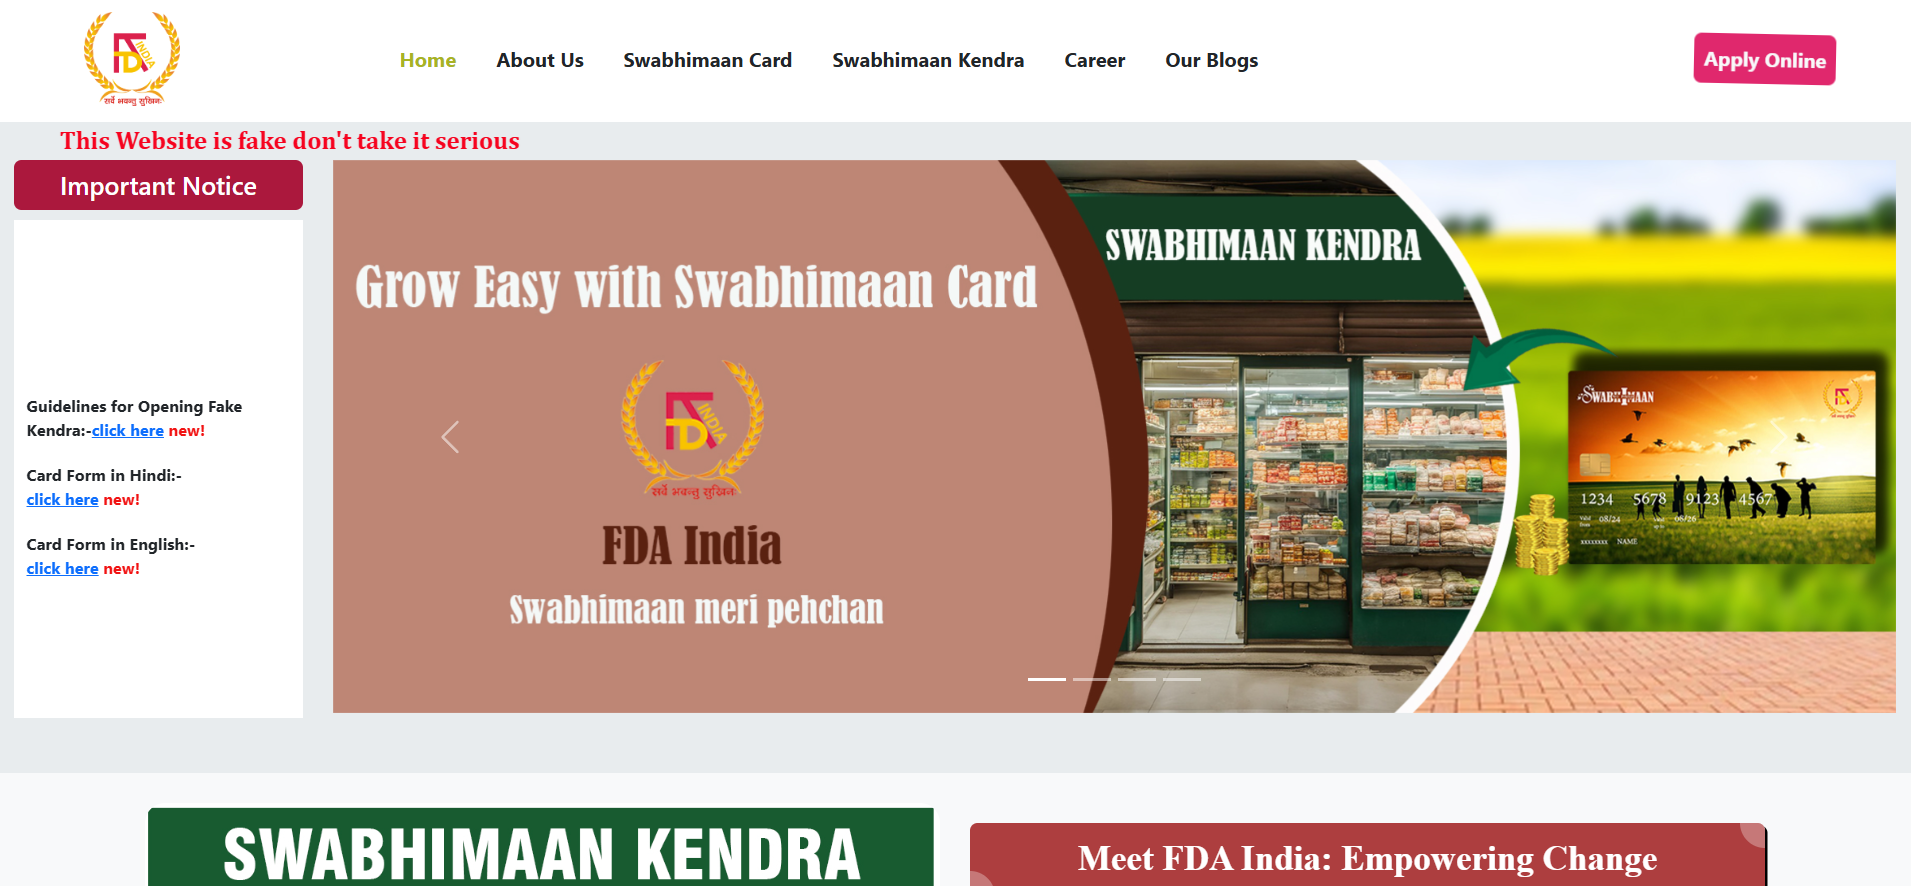 FDA INDIA
सर्वे भवन्तु सुखिनः
Home About Us Swabhimaan Card Swabhimaan Kendra Career Our Blogs
Apply Online
This Website is fake don't take it serious
Important Notice
Guidelines for Opening Fake
Kendra:-click here new!
Card Form in Hindi:-
click here new!
Card Form in English:-
click here new!
Grow Easy with Swabhimaan Card
FDA INDIA
सर्वे भवन्तु सुखिनः
FDA India
Swabhimaan meri pehchan
SWABHIMAAN KENDRA
SWABHIMAAN
1234 5678 9123 4567
08/24 08/26
xxxxxxxx NAME
SWABHIMAAN KENDRA
Meet FDA India: Empowering Change